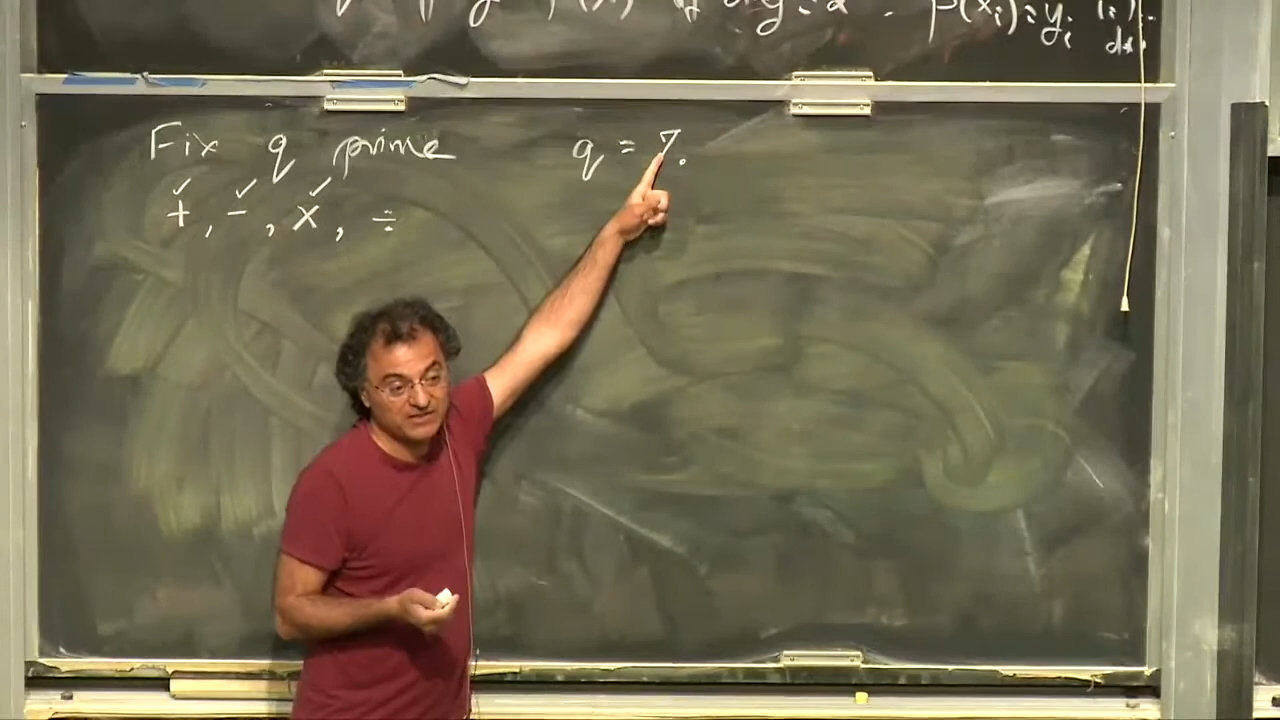 p(xᵢ) = yᵢ
Fix q prime
q = 7.
✓ ✓ ✓
+, -, x, ÷